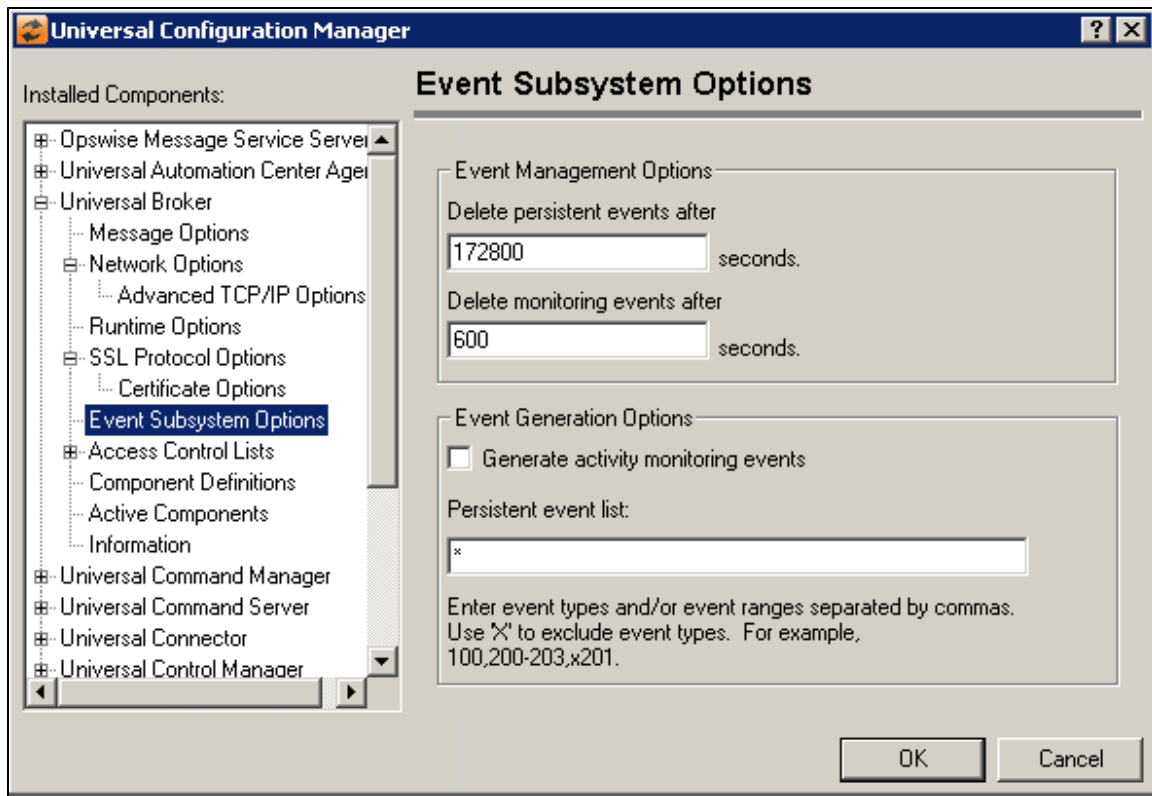 Universal Configuration Manager
Installed Components:
Opswise Message Service Server
Universal Automation Center Agen
Universal Broker
Message Options
Network Options
Advanced TCP/IP Options
Runtime Options
SSL Protocol Options
Certificate Options
Event Subsystem Options
Access Control Lists
Component Definitions
Active Components
Information
Universal Command Manager
Universal Command Server
Universal Connector
Universal Control Manager
Event Subsystem Options
Event Management Options
Delete persistent events after
172800 seconds.
Delete monitoring events after
600 seconds.
Event Generation Options
Generate activity monitoring events
Persistent event list:
*
Enter event types and/or event ranges separated by commas.
Use 'X' to exclude event types. For example,
100,200-203,x201.
OK Cancel